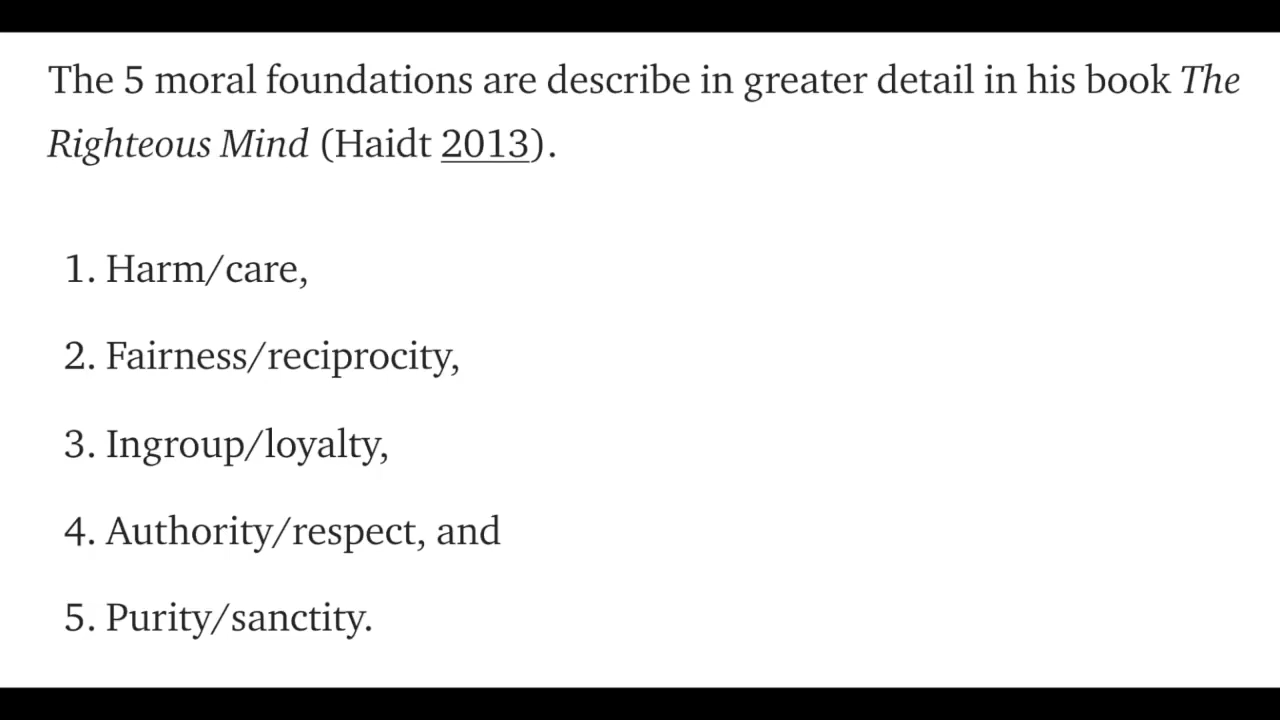 The 5 moral foundations are describe in greater detail in his book The
Righteous Mind (Haidt 2013).
1. Harm/care,
2. Fairness/reciprocity,
3. Ingroup/loyalty,
4. Authority/respect, and
5. Purity/sanctity.